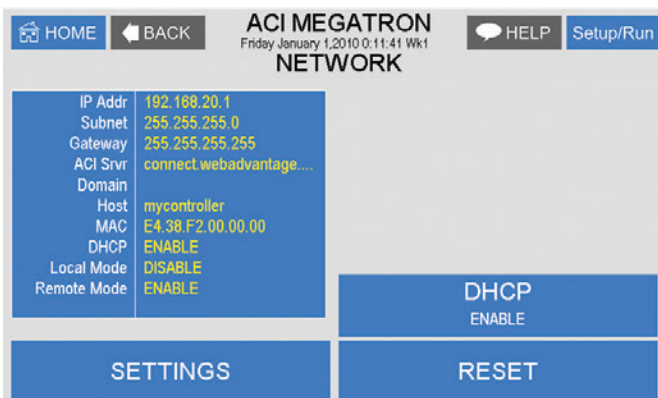 HOME
BACK
ACI MEGATRON
Friday January 1,2010 0:11:41 Wk1
NETWORK
HELP
Setup/Run
IP Addr 192.168.20.1
Subnet 255.255.255.0
Gateway 255.255.255.255
ACI Srvr connect.webadvantage....
Domain
Host mycontroller
MAC E4.38.F2.00.00.00
DHCP ENABLE
Local Mode DISABLE
Remote Mode ENABLE
DHCP
ENABLE
SETTINGS
RESET